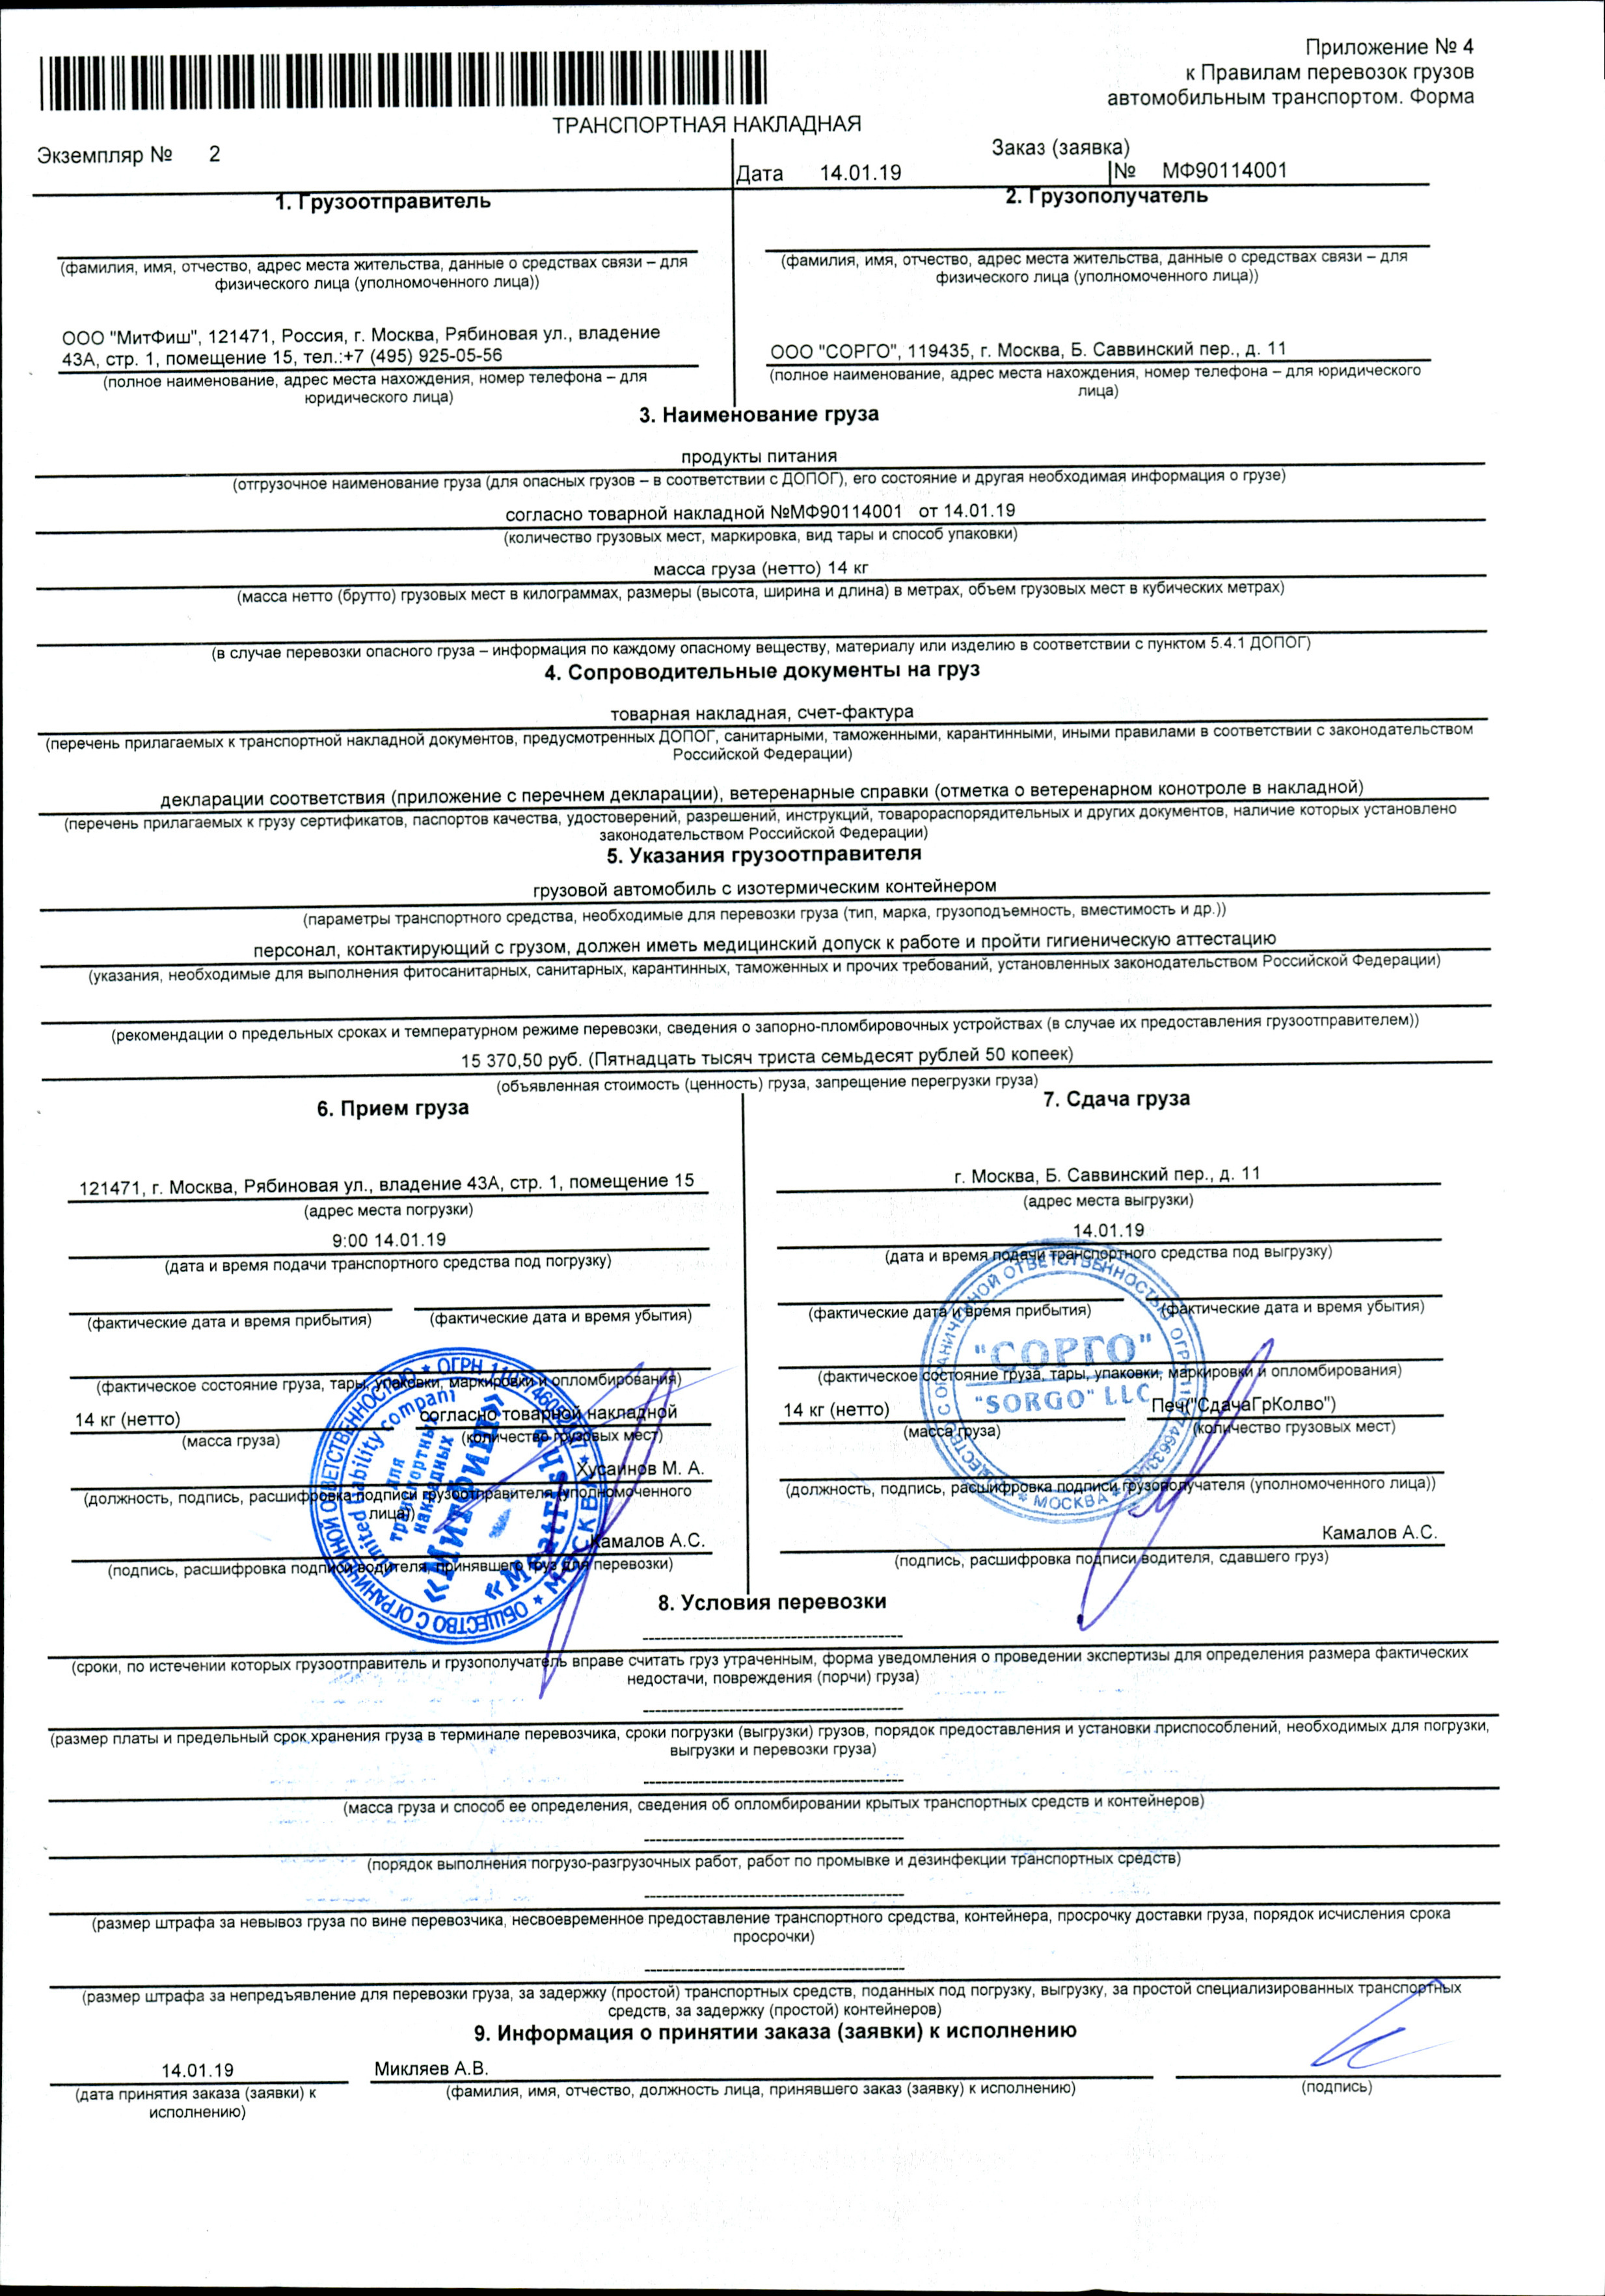 Приложение № 4
к Правилам перевозок грузов
автомобильным транспортом. Форма
ТРАНСПОРТНАЯ НАКЛАДНАЯ
Экземпляр № 2
Заказ (заявка)
Дата 14.01.19 № МФ90114001
1. Грузоотправитель
2. Грузополучатель
(фамилия, имя, отчество, адрес места жительства, данные о средствах связи – для
физического лица (уполномоченного лица))
(фамилия, имя, отчество, адрес места жительства, данные о средствах связи – для
физического лица (уполномоченного лица))
ООО "МитФиш", 121471, Россия, г. Москва, Рябиновая ул., владение
43А, стр. 1, помещение 15, тел.:+7 (495) 925-05-56
(полное наименование, адрес места нахождения, номер телефона – для
юридического лица)
ООО "СОРГО", 119435, г. Москва, Б. Саввинский пер., д. 11
(полное наименование, адрес места нахождения, номер телефона – для юридического
лица)
3. Наименование груза
продукты питания
(отгрузочное наименование груза (для опасных грузов – в соответствии с ДОПОГ), его состояние и другая необходимая информация о грузе)
согласно товарной накладной №МФ90114001 от 14.01.19
(количество грузовых мест, маркировка, вид тары и способ упаковки)
масса груза (нетто) 14 кг
(масса нетто (брутто) грузовых мест в килограммах, размеры (высота, ширина и длина) в метрах, объем грузовых мест в кубических метрах)
(в случае перевозки опасного груза – информация по каждому опасному веществу, материалу или изделию в соответствии с пунктом 5.4.1 ДОПОГ)
4. Сопроводительные документы на груз
товарная накладная, счет-фактура
(перечень прилагаемых к транспортной накладной документов, предусмотренных ДОПОГ, санитарными, таможенными, карантинными, иными правилами в соответствии с законодательством
Российской Федерации)
декларации соответствия (приложение с перечнем декларации), ветеренарные справки (отметка о ветеренарном конотроле в накладной)
(перечень прилагаемых к грузу сертификатов, паспортов качества, удостоверений, разрешений, инструкций, товарораспорядительных и других документов, наличие которых установлено
законодательством Российской Федерации)
5. Указания грузоотправителя
грузовой автомобиль с изотермическим контейнером
(параметры транспортного средства, необходимые для перевозки груза (тип, марка, грузоподъемность, вместимость и др.))
персонал, контактирующий с грузом, должен иметь медицинский допуск к работе и пройти гигиеническую аттестацию
(указания, необходимые для выполнения фитосанитарных, санитарных, карантинных, таможенных и прочих требований, установленных законодательством Российской Федерации)
(рекомендации о предельных сроках и температурном режиме перевозки, сведения о запорно-пломбировочных устройствах (в случае их предоставления грузоотправителем))
15 370,50 руб. (Пятнадцать тысяч триста семьдесят рублей 50 копеек)
(объявленная стоимость (ценность) груза, запрещение перегрузки груза)
6. Прием груза
121471, г. Москва, Рябиновая ул., владение 43А, стр. 1, помещение 15
(адрес места погрузки)
9:00 14.01.19
(дата и время подачи транспортного средства под погрузку)
(фактические дата и время прибытия) (фактические дата и время убытия)
(фактическое состояние груза, тары, упаковки, маркировки и опломбирования)
14 кг (нетто) согласно товарной накладной
(масса груза) (количество грузовых мест)
Хусаинов М. А.
(должность, подпись, расшифровка подписи грузоотправителя (уполномоченного
лица))
Камалов А.С.
(подпись, расшифровка подписи водителя, принявшего груз для перевозки)
ОБЩЕСТВО С ОГРАНИЧЕННОЙ ОТВЕТСТВЕННОСТЬЮ ★ ОГРН
МОСКВА
Limited liability compani
для
транспортных
накладных
«Митфиш»
«Meatfish»
7. Сдача груза
г. Москва, Б. Саввинский пер., д. 11
(адрес места выгрузки)
14.01.19
(дата и время подачи транспортного средства под выгрузку)
(фактические дата и время прибытия) (фактические дата и время убытия)
(фактическое состояние груза, тары, упаковки, маркировки и опломбирования)
14 кг (нетто) Печ("СдачаГрКолво")
(масса груза) (количество грузовых мест)
(должность, подпись, расшифровка подписи грузополучателя (уполномоченного лица))
Камалов А.С.
(подпись, расшифровка подписи водителя, сдавшего груз)
ОБЩЕСТВО С ОГРАНИЧЕННОЙ ОТВЕТСТВЕННОСТЬЮ ОГРН
"СОРГО"
"SORGO" LLC
★ МОСКВА ★
8. Условия перевозки
(сроки, по истечении которых грузоотправитель и грузополучатель вправе считать груз утраченным, форма уведомления о проведении экспертизы для определения размера фактических
недостачи, повреждения (порчи) груза)
(размер платы и предельный срок хранения груза в терминале перевозчика, сроки погрузки (выгрузки) грузов, порядок предоставления и установки приспособлений, необходимых для погрузки,
выгрузки и перевозки груза)
(масса груза и способ ее определения, сведения об опломбировании крытых транспортных средств и контейнеров)
(порядок выполнения погрузо-разгрузочных работ, работ по промывке и дезинфекции транспортных средств)
(размер штрафа за невывоз груза по вине перевозчика, несвоевременное предоставление транспортного средства, контейнера, просрочку доставки груза, порядок исчисления срока
просрочки)
(размер штрафа за непредъявление для перевозки груза, за задержку (простой) транспортных средств, поданных под погрузку, выгрузку, за простой специализированных транспортных
средств, за задержку (простой) контейнеров)
9. Информация о принятии заказа (заявки) к исполнению
14.01.19 Микляев А.В.
(дата принятия заказа (заявки) к
исполнению)
(фамилия, имя, отчество, должность лица, принявшего заказ (заявку) к исполнению)
(подпись)